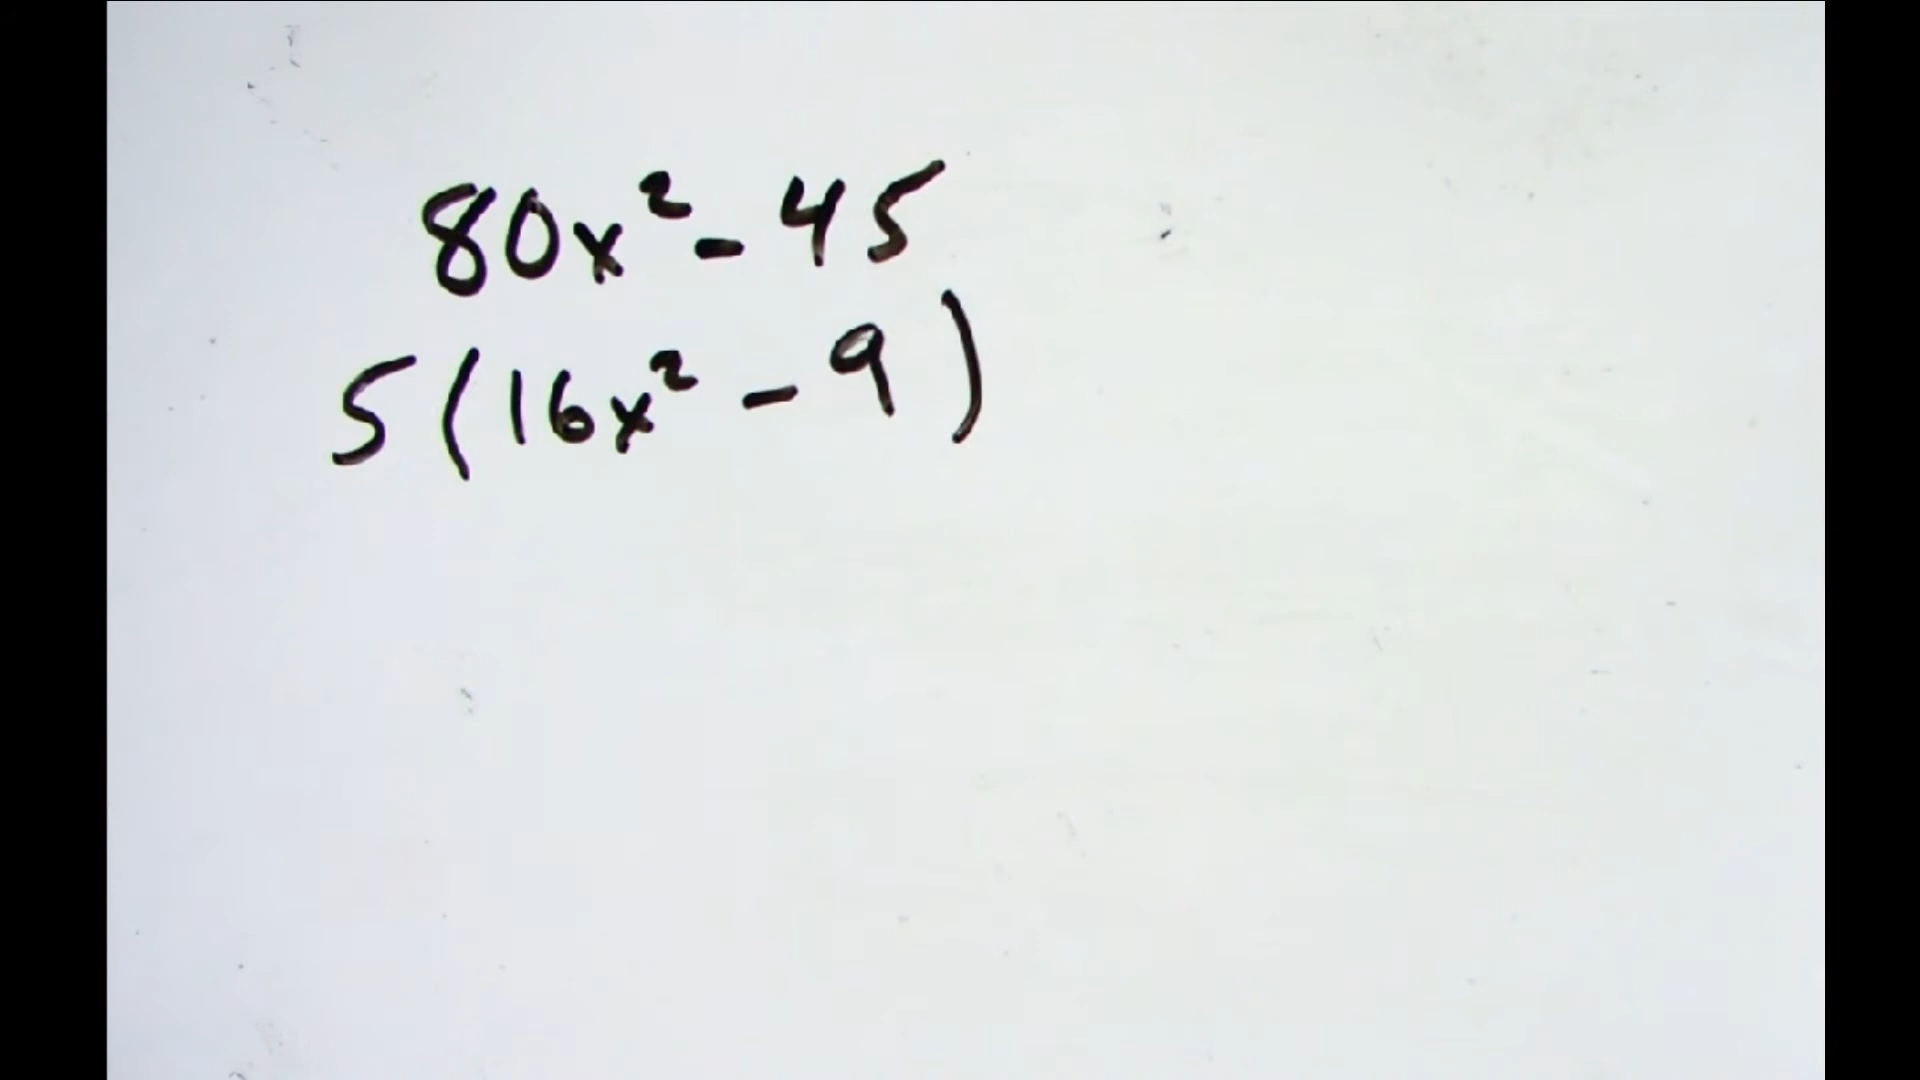 80x² - 45
5(16x² - 9)